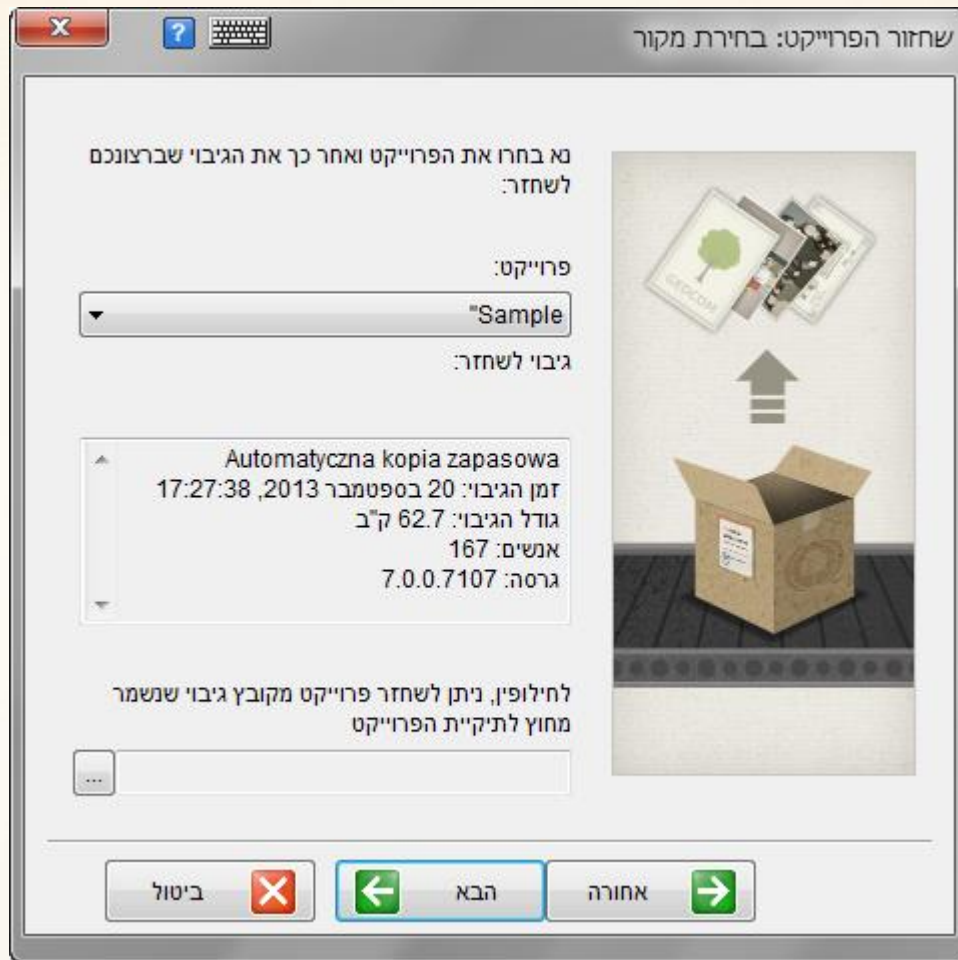 שחזור הפרוייקט: בחירת מקור
נא בחרו את הפרוייקט ואחר כך את הגיבוי שברצונכם
לשחזר:
פרוייקט:
"Sample
גיבוי לשחזר:
Automatyczna kopia zapasowa
זמן הגיבוי: 20 בספטמבר 2013, 17:27:38
גודל הגיבוי: 62.7 ק"ב
אנשים: 167
גרסה: 7.0.0.7107
לחילופין, ניתן לשחזר פרוייקט מקובץ גיבוי שנשמר
מחוץ לתיקיית הפרוייקט
...
אחורה
הבא
ביטול
GEOCOM